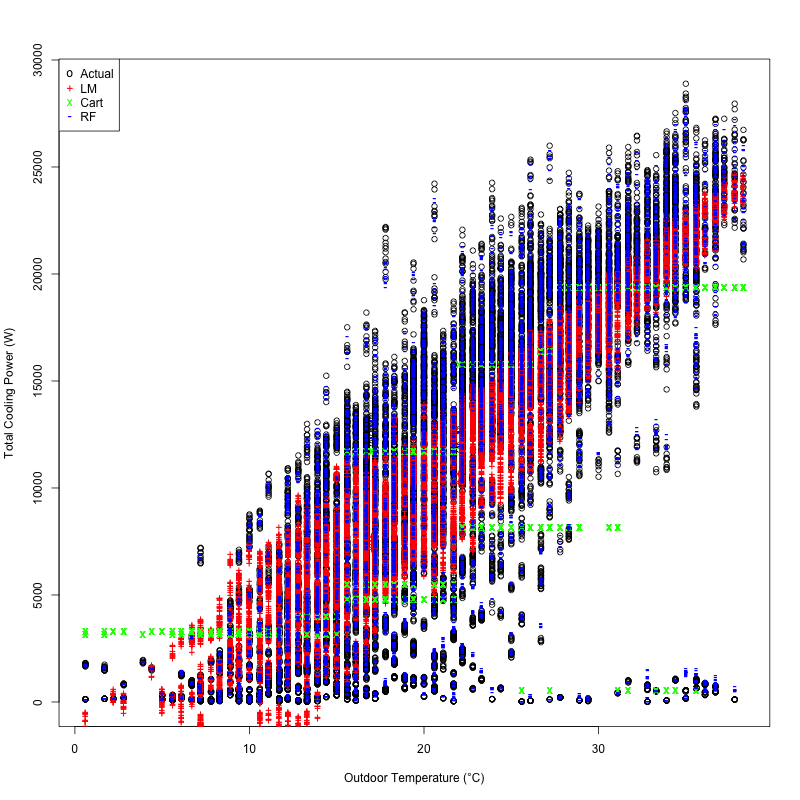 30000
25000
20000
15000
10000
5000
0
Total Cooling Power (W)
o Actual
+ LM
x Cart
- RF
0 10 20 30
Outdoor Temperature (°C)